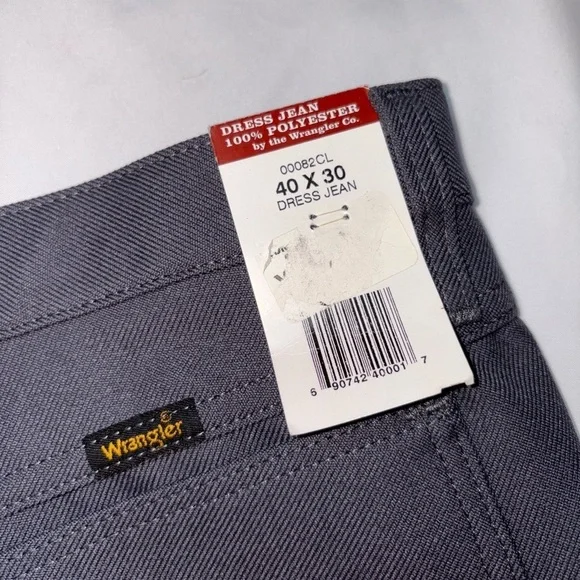 DRESS JEAN
100% POLYESTER
by the Wrangler Co.
00082CL
40 X 30
DRESS JEAN
6 90742 40001 7
Wrangler